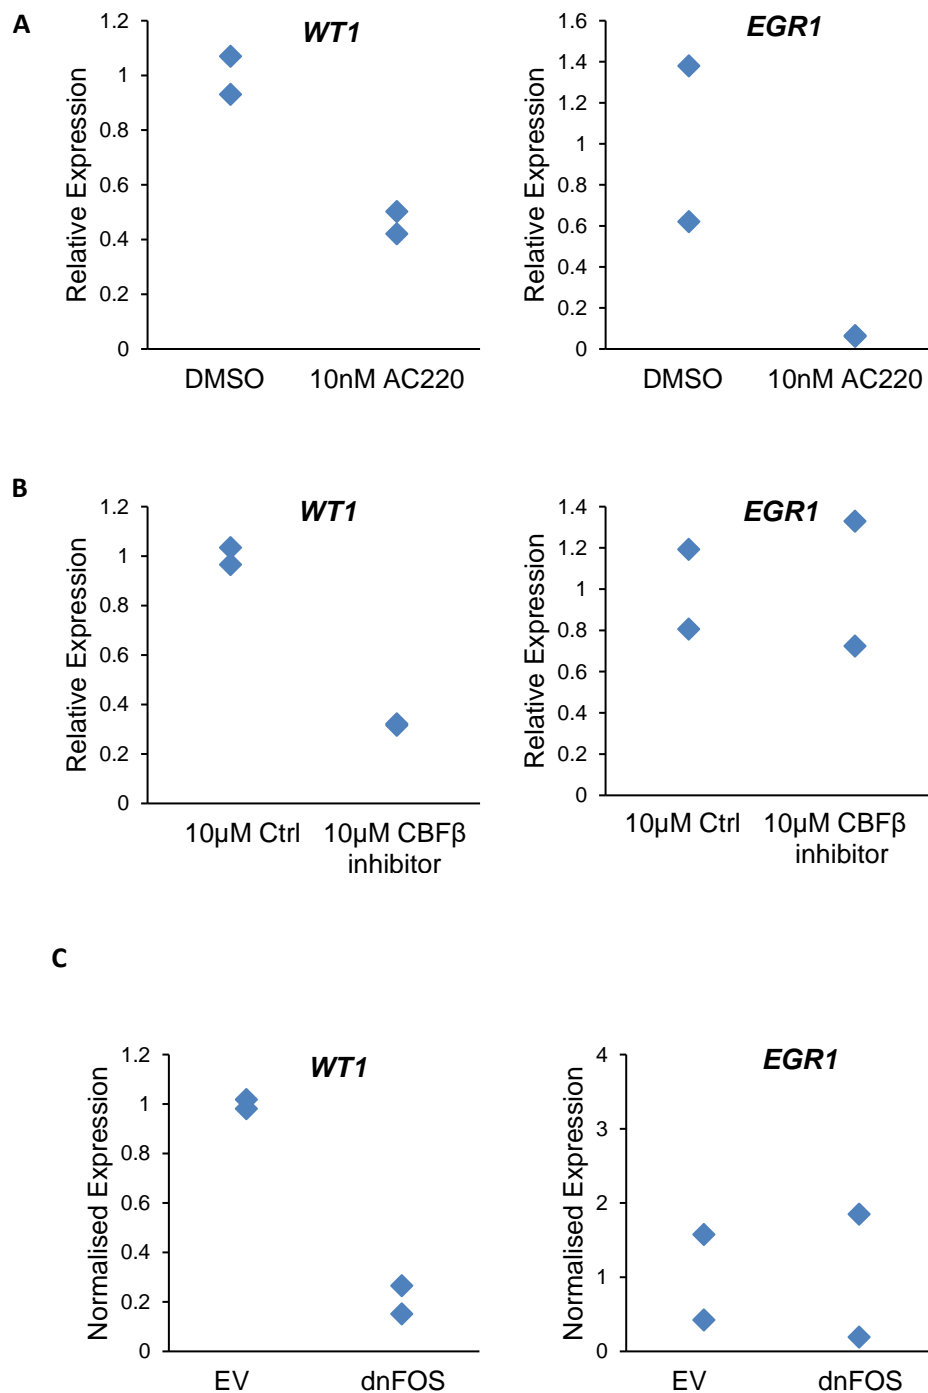 A
WT1
Relative Expression
1.2
1
0.8
0.6
0.4
0.2
0
DMSO
10nM AC220
EGR1
Relative Expression
1.6
1.4
1.2
1
0.8
0.6
0.4
0.2
0
DMSO
10nM AC220
B
WT1
Relative Expression
1.2
1
0.8
0.6
0.4
0.2
0
10µM Ctrl
10µM CBFβ
inhibitor
EGR1
Relative Expression
1.4
1.2
1
0.8
0.6
0.4
0.2
0
10µM Ctrl
10µM CBFβ
inhibitor
C
WT1
Normalised Expression
1.2
1
0.8
0.6
0.4
0.2
0
EV
dnFOS
EGR1
Normalised Expression
4
3
2
1
0
EV
dnFOS